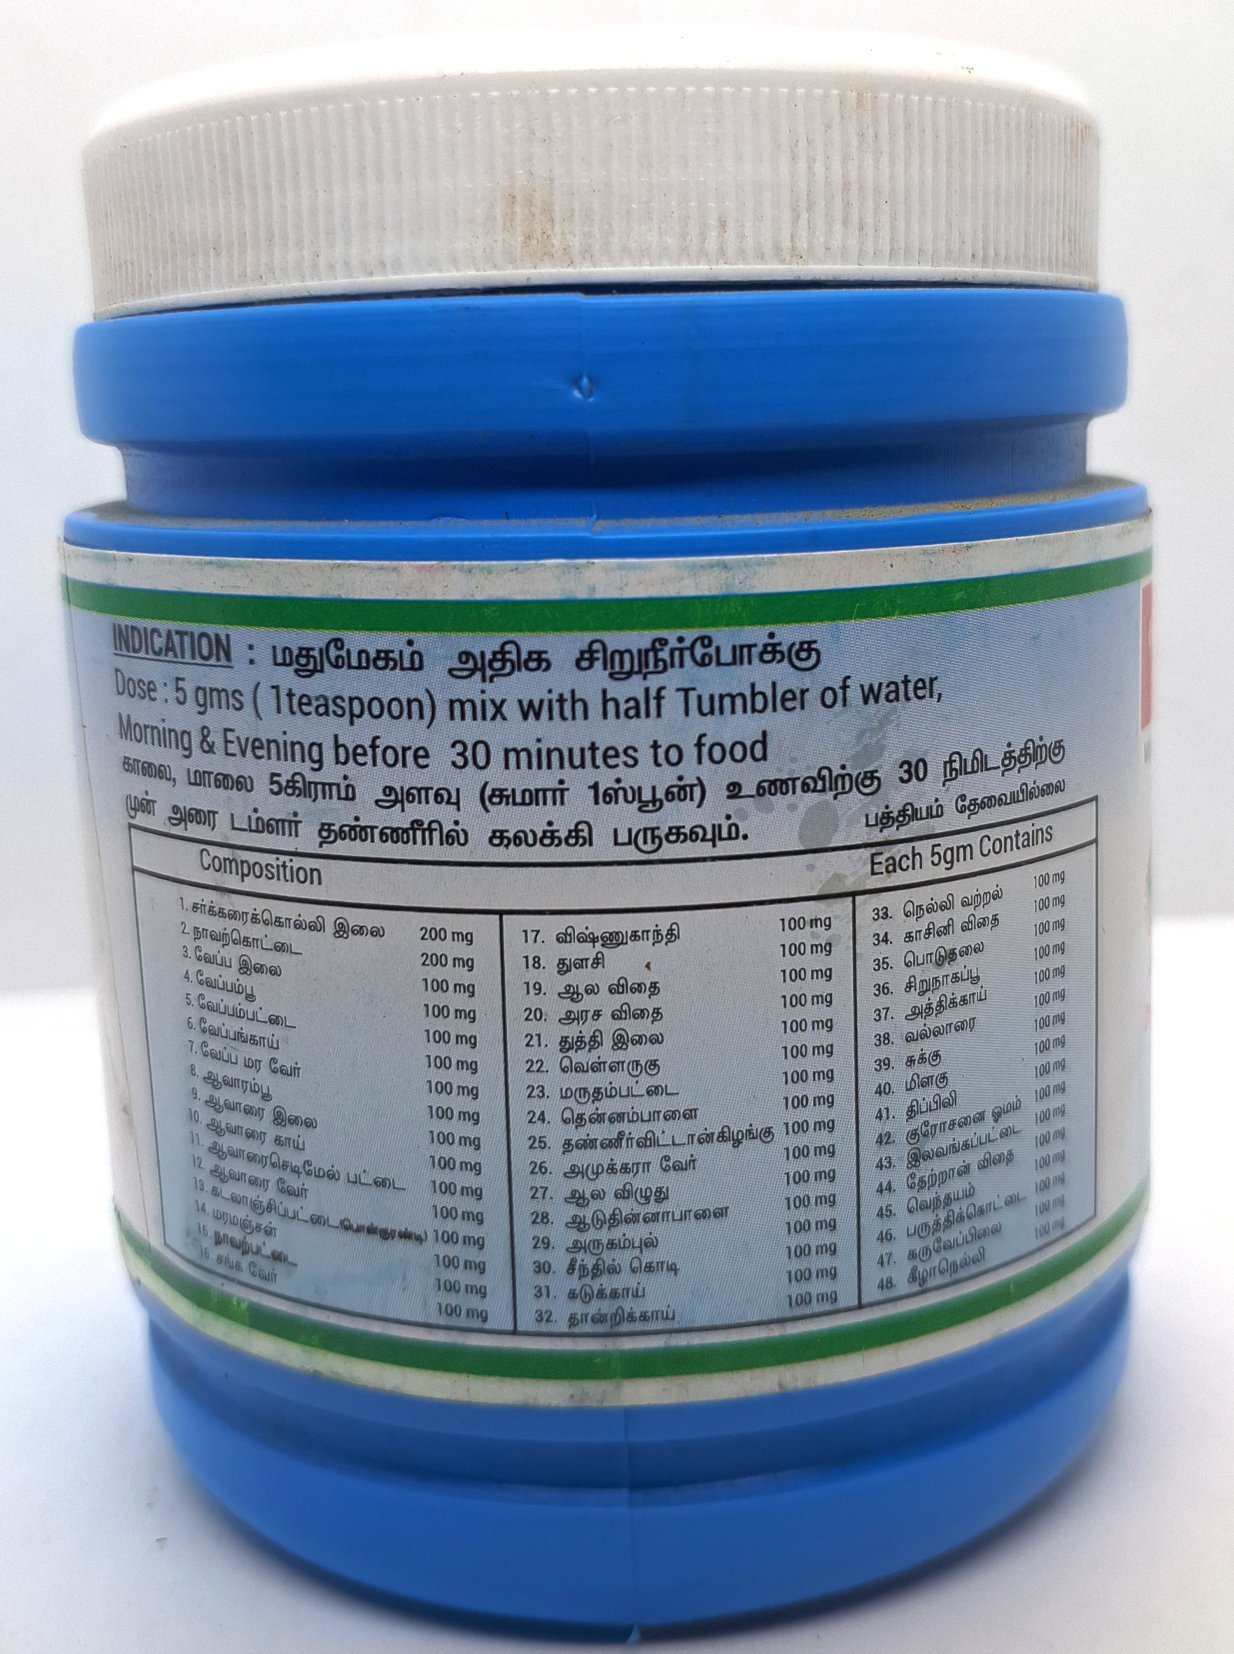 INDICATION : மதுமேகம் அதிக சிறுநீர்போக்கு
Dose : 5 gms ( 1teaspoon) mix with half Tumbler of water,
Morning & Evening before 30 minutes to food
காலை, மாலை 5கிராம் அளவு (சுமார் 1ஸ்பூன்) உணவிற்கு 30 நிமிடத்திற்கு
முன் அரை டம்ளர் தண்ணீரில் கலக்கி பருகவும். பத்தியம் தேவையில்லை
Composition Each 5gm Contains
1. சர்க்கரைக்கொல்லி இலை 200 mg
2. நாவற்கொட்டை 200 mg
3. வேப்ப இலை 100 mg
4. வேப்பம்பூ 100 mg
5. வேப்பம்பட்டை 100 mg
6. வேப்பங்காய் 100 mg
7. வேப்ப மர வேர் 100 mg
8. ஆவாரம்பூ 100 mg
9. ஆவாரை இலை 100 mg
10. ஆவாரை காய் 100 mg
11. ஆவாரைசெடிமேல் பட்டை 100 mg
12. ஆவாரை வேர் 100 mg
13. கடலாஞ்சிப்பட்டை(பொன்குரண்டி) 100 mg
14. மரமஞ்சள் 100 mg
15. நாவற்பட்டை 100 mg
16. சங்க வேர் 100 mg
17. விஷ்ணுகாந்தி 100 mg
18. துளசி 100 mg
19. ஆல விதை 100 mg
20. அரச விதை 100 mg
21. துத்தி இலை 100 mg
22. வெள்ளருகு 100 mg
23. மருதம்பட்டை 100 mg
24. தென்னம்பாளை 100 mg
25. தண்ணீர்விட்டான்கிழங்கு 100 mg
26. அமுக்கரா வேர் 100 mg
27. ஆல விழுது 100 mg
28. ஆடுதின்னாபாளை 100 mg
29. அருகம்புல் 100 mg
30. சீந்தில் கொடி 100 mg
31. கடுக்காய் 100 mg
32. தான்றிக்காய் 100 mg
33. நெல்லி வற்றல் 100 mg
34. காசினி விதை 100 mg
35. பொடுதலை 100 mg
36. சிறுநாகப்பூ 100 mg
37. அத்திக்காய் 100 mg
38. வல்லாரை 100 mg
39. சுக்கு 100 mg
40. மிளகு 100 mg
41. திப்பிலி 100 mg
42. குரோசனை ஓமம் 100 mg
43. இலவங்கப்பட்டை 100 mg
44. தேற்றான் விதை 100 mg
45. வெந்தயம் 100 mg
46. பருத்திக்கொட்டை 100 mg
47. கருவேப்பிலை 100 mg
48. கீழாநெல்லி